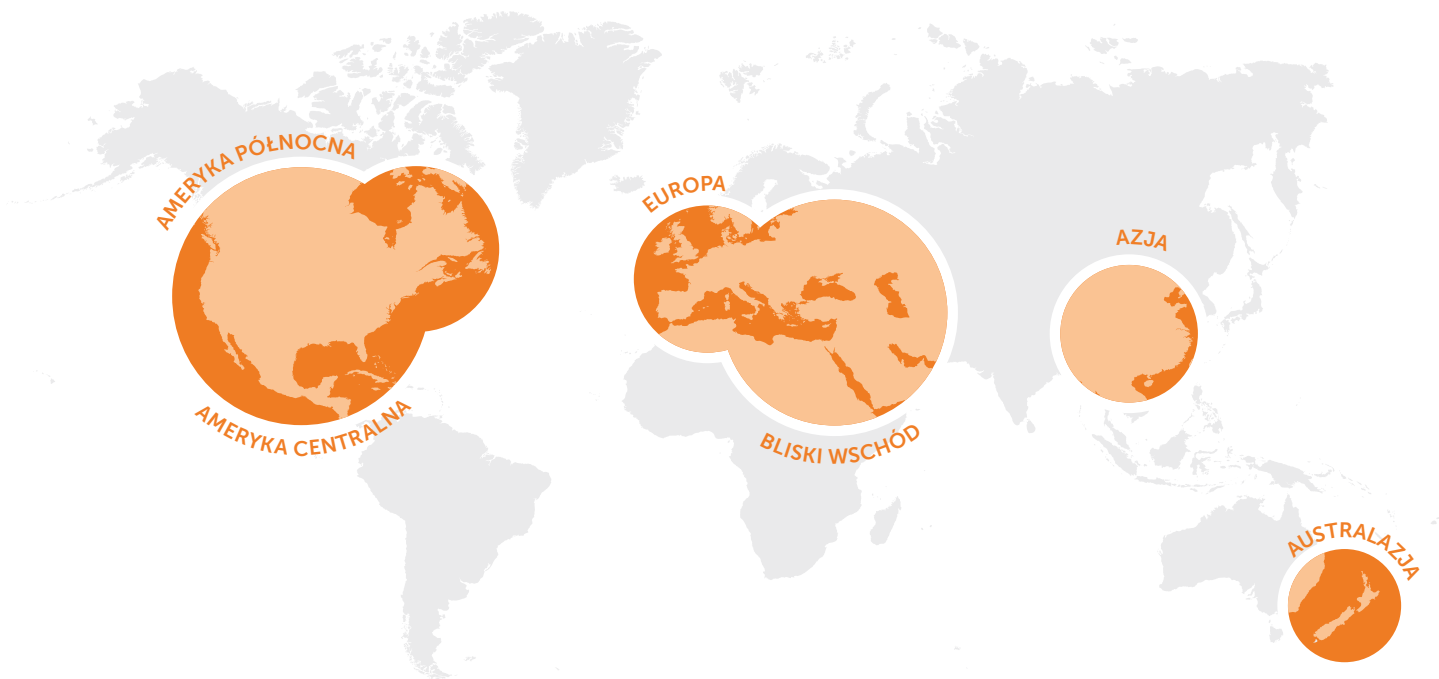 AMERYKA PÓŁNOCNA
EUROPA
AZJA
AMERYKA CENTRALNA
BLISKI WSCHÓD
AUSTRALAZJA